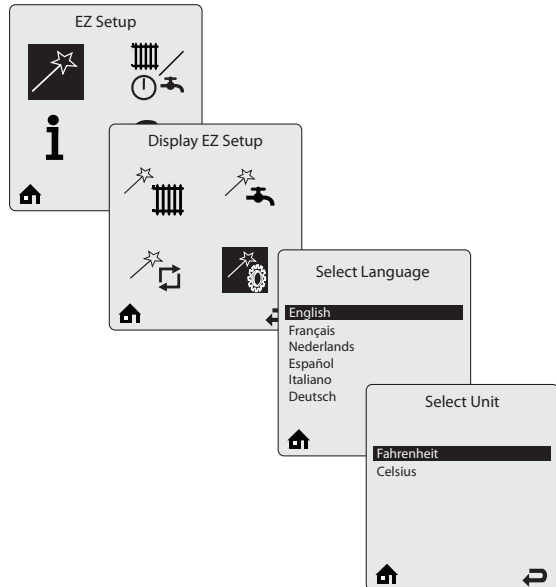 EZ Setup
Display EZ Setup
Select Language
English
Français
Nederlands
Español
Italiano
Deutsch
Select Unit
Fahrenheit
Celsius